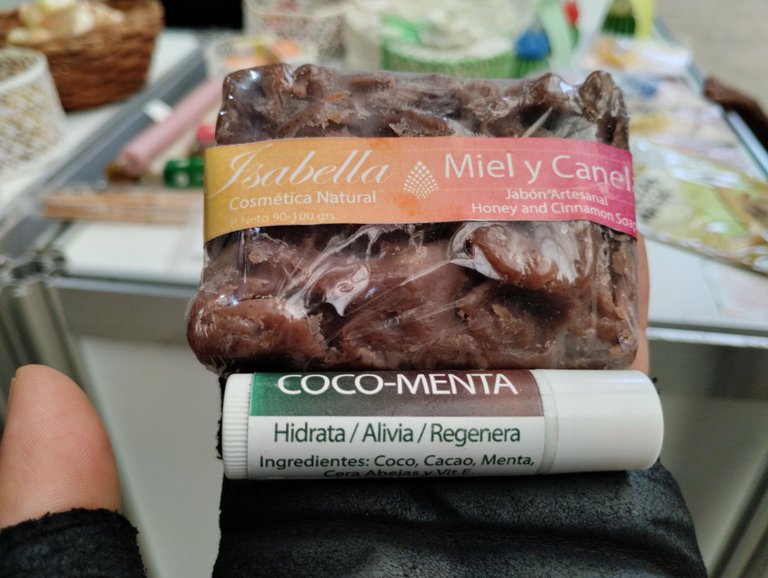 Isabella
Cosmética Natural
P. Neto 90-100 grs.
Miel y Canel
Jabón Artesanal
Honey and Cinnamon Soap
COCO-MENTA
Hidrata / Alivia / Regenera
Ingredientes: Coco, Cacao, Menta,
Cera Abejas y Vit E